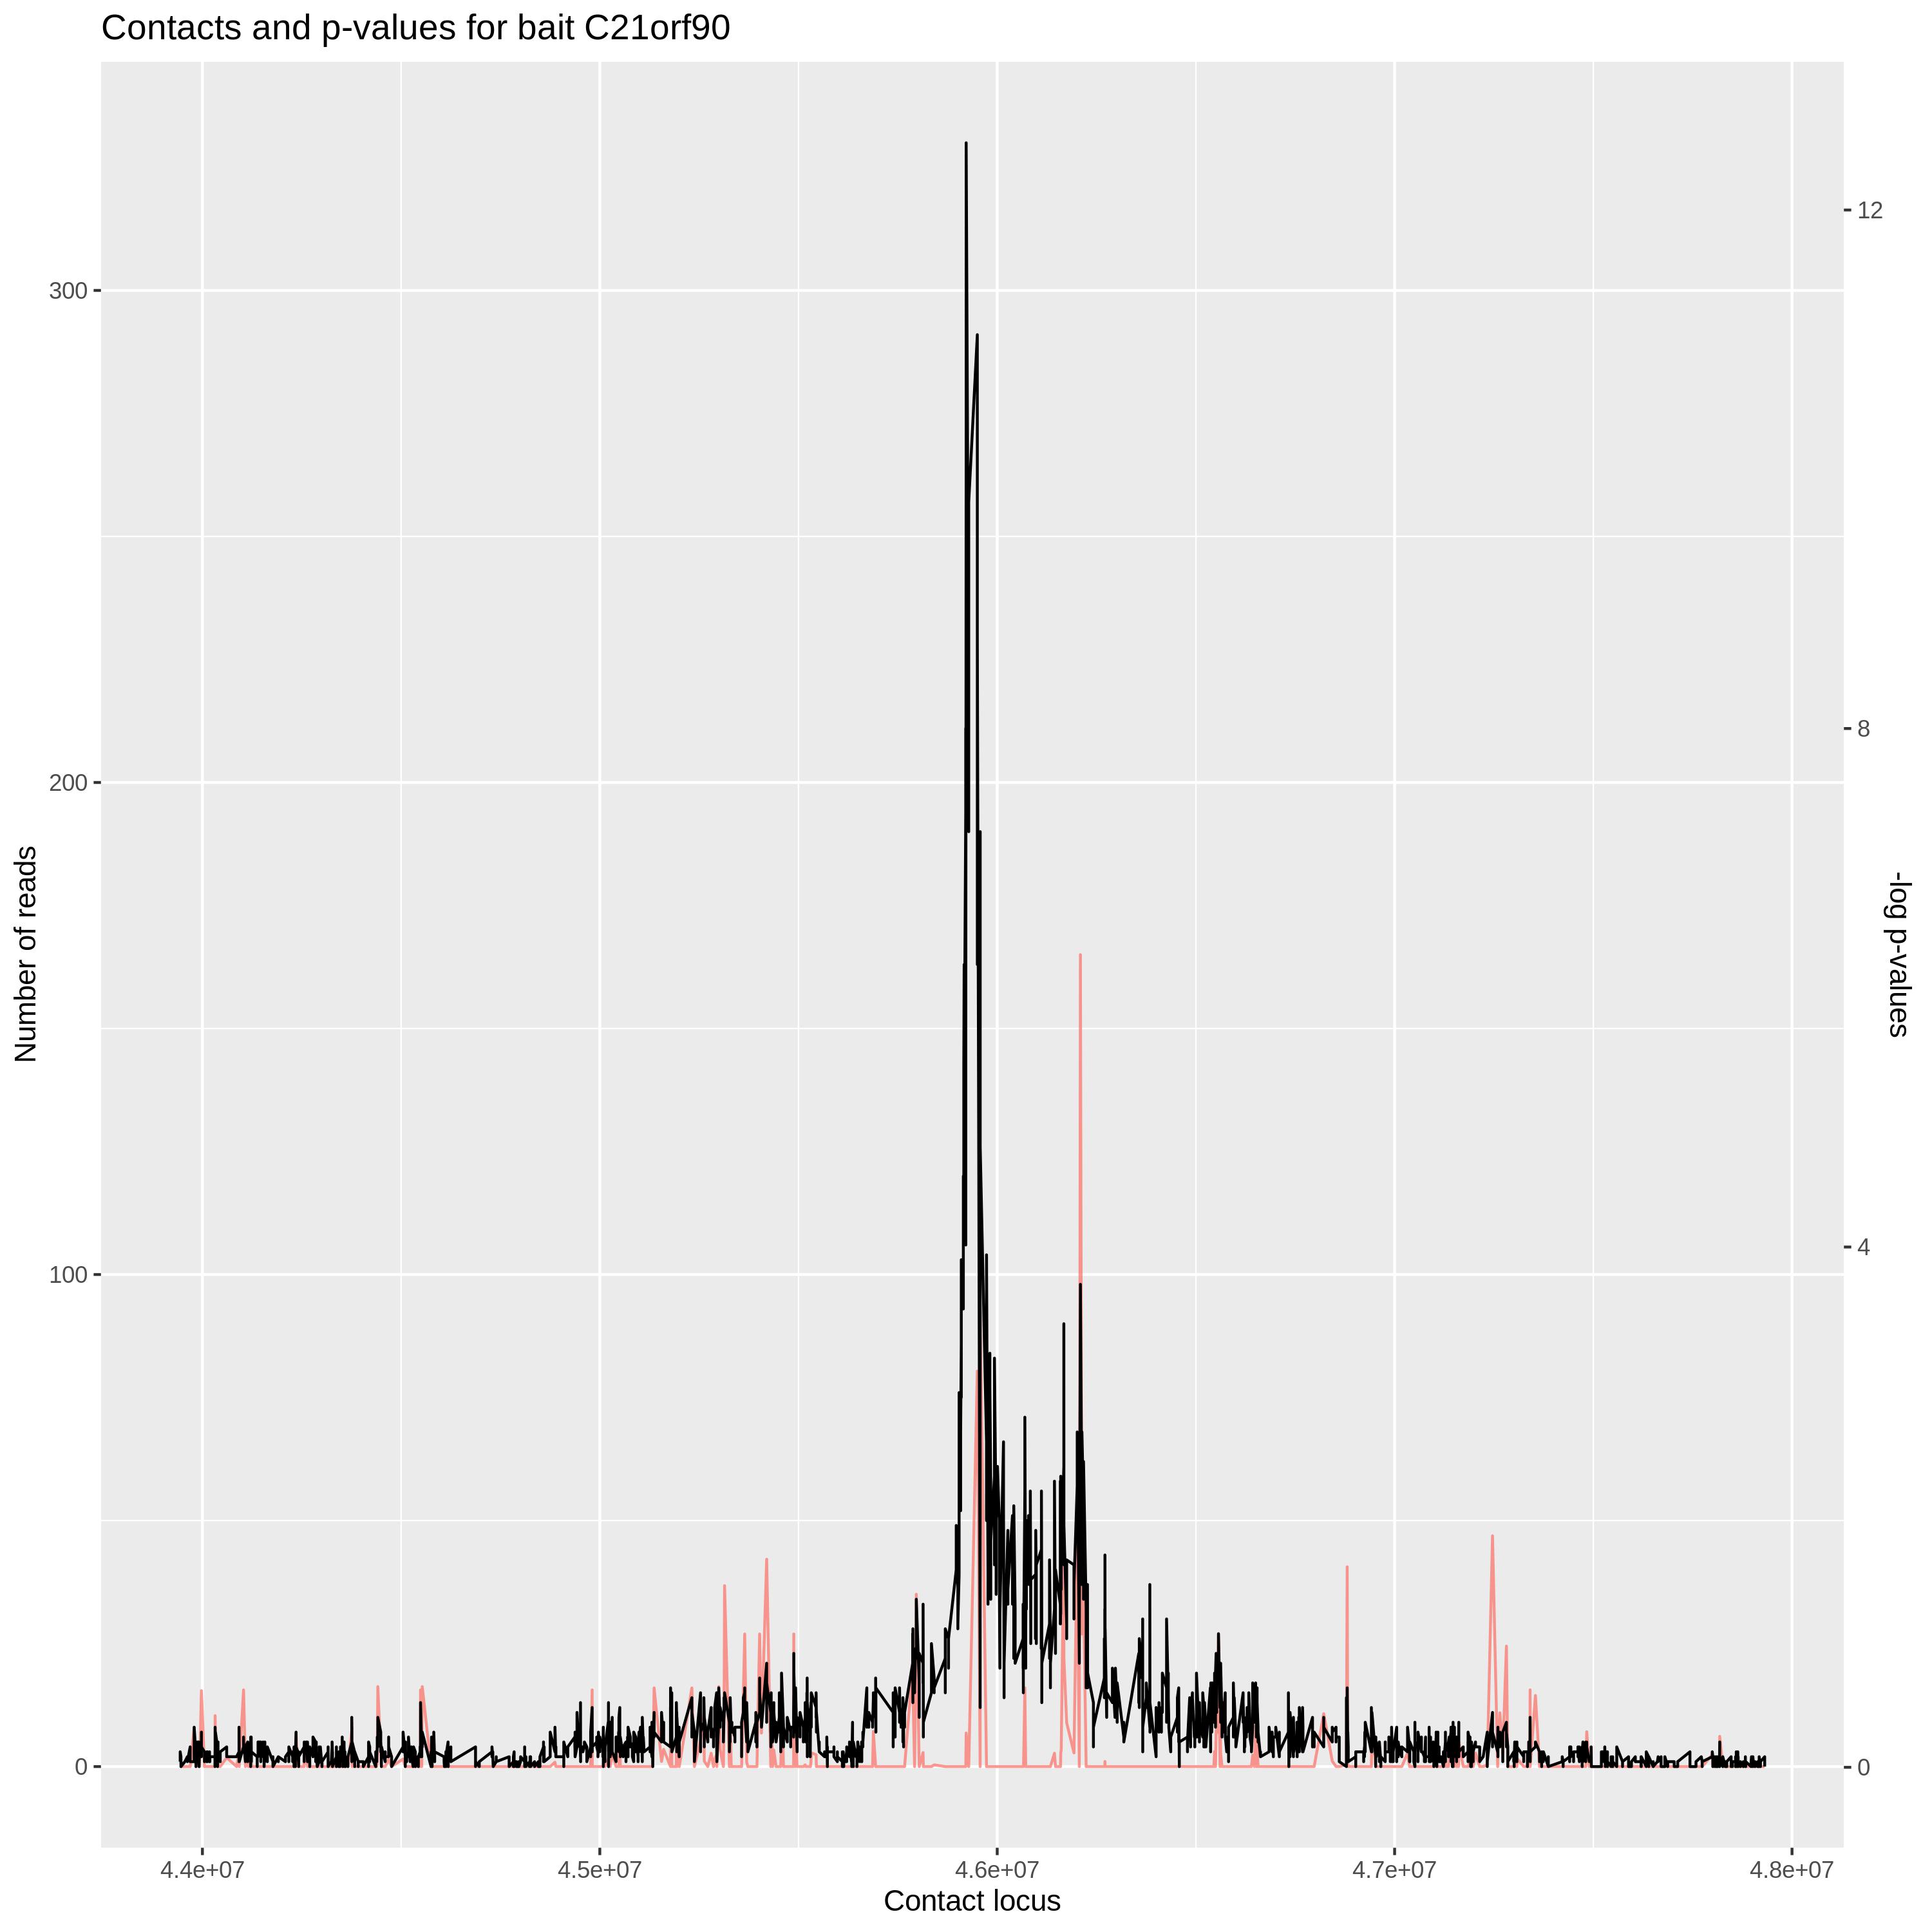 Contacts and p-values for bait C21orf90
300
200
100
0
12
8
4
0
Number of reads
-log p-values
4.4e+07 4.5e+07 4.6e+07 4.7e+07 4.8e+07
Contact locus